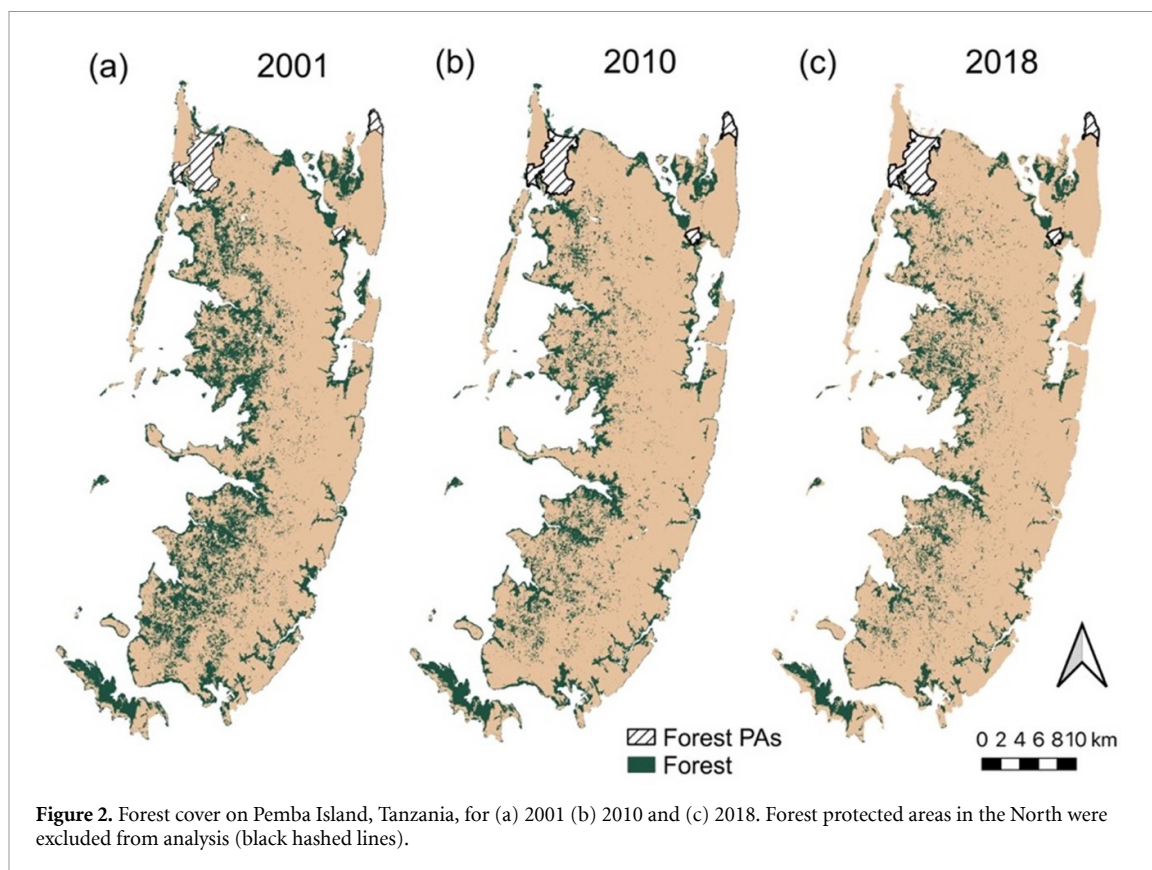 (a) 2001 (b) 2010 (c) 2018
Forest PAs
Forest
0 2 4 6 8 10 km
Figure 2. Forest cover on Pemba Island, Tanzania, for (a) 2001 (b) 2010 and (c) 2018. Forest protected areas in the North were
excluded from analysis (black hashed lines).